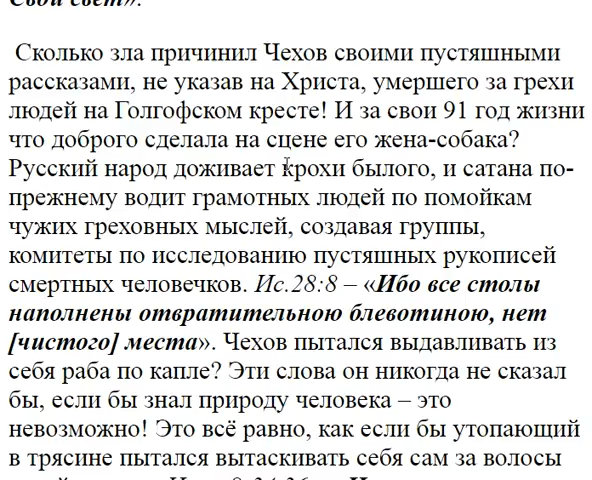 Свой свет».
Сколько зла причинил Чехов своими пустяшными
рассказами, не указав на Христа, умершего за грехи
людей на Голгофском кресте! И за свои 91 год жизни
что доброго сделала на сцене его жена-собака?
Русский народ доживает крохи былого, и сатана по-
прежнему водит грамотных людей по помойкам
чужих греховных мыслей, создавая группы,
комитеты по исследованию пустяшных рукописей
смертных человечков. Ис.28:8 – «Ибо все столы
наполнены отвратительною блевотиною, нет
[чистого] места». Чехов пытался выдавливать из
себя раба по капле? Эти слова он никогда не сказал
бы, если бы знал природу человека – это
невозможно! Это всё равно, как если бы утопающий
в трясине пытался вытаскивать себя сам за волосы